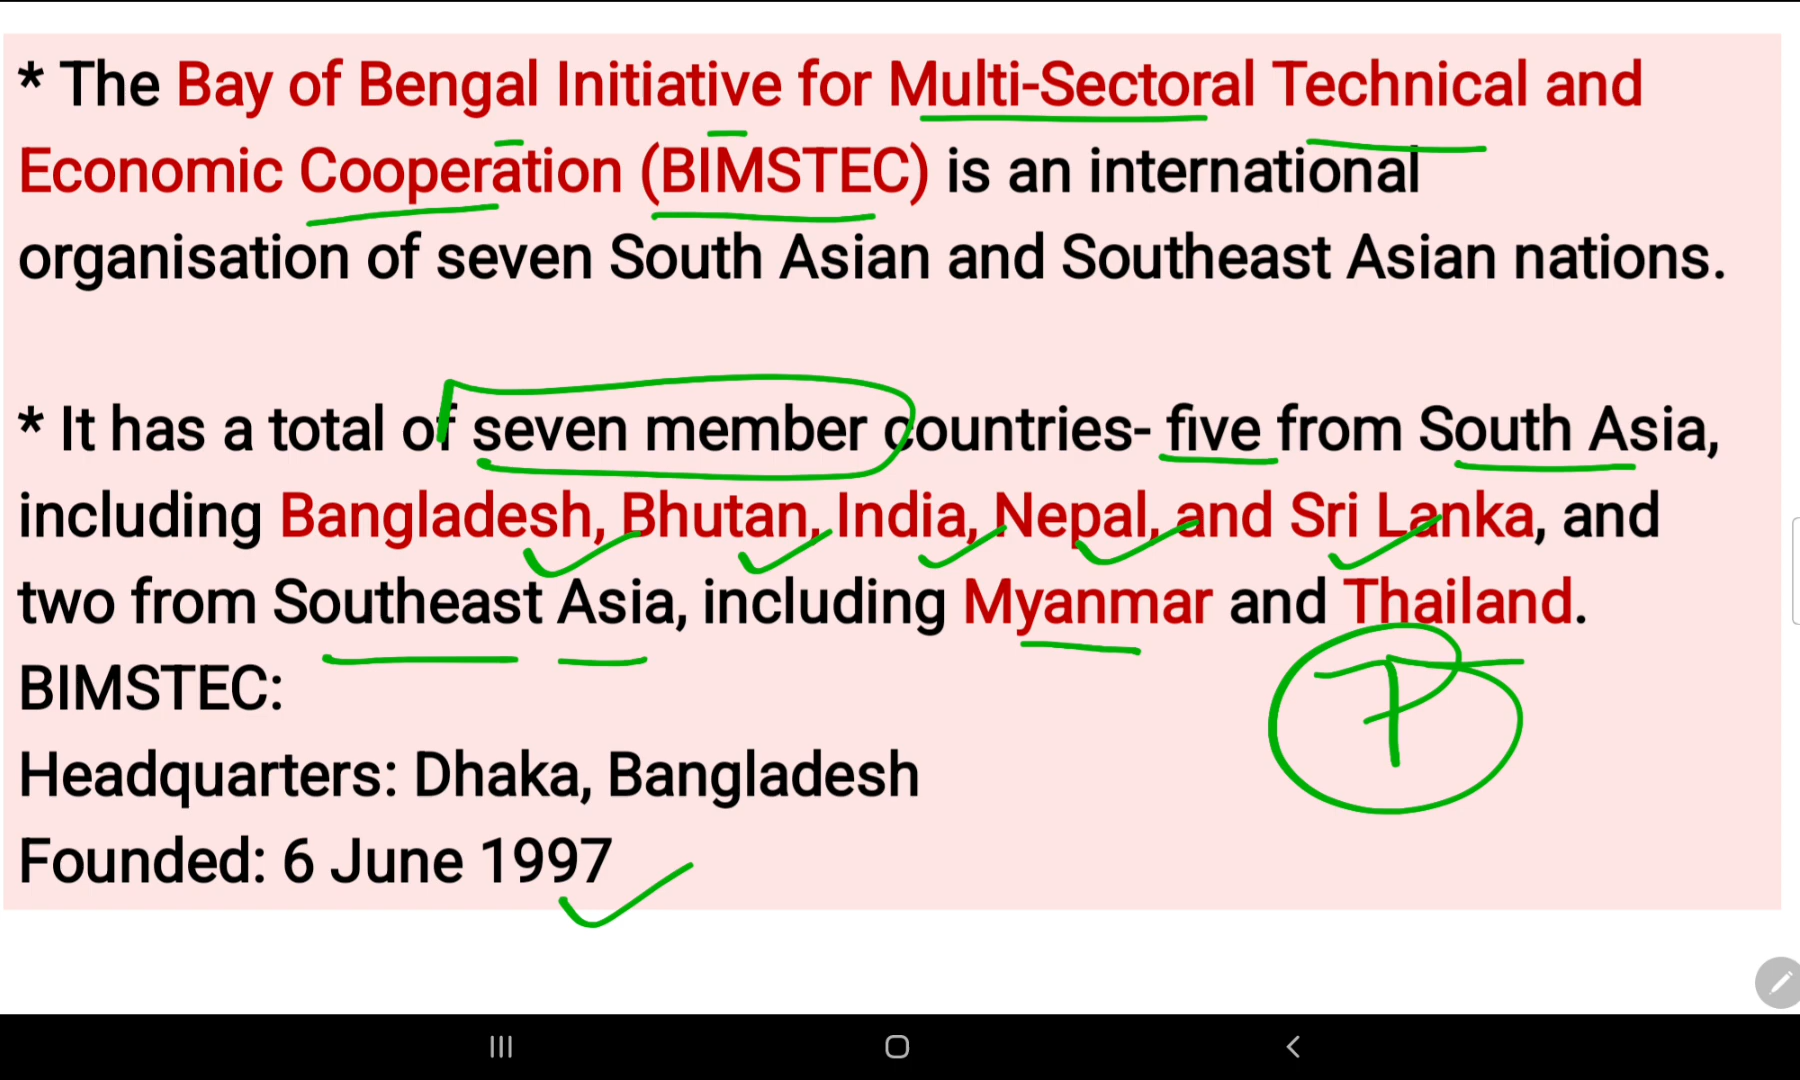 * The Bay of Bengal Initiative for Multi-Sectoral Technical and
Economic Cooperation (BIMSTEC) is an international
organisation of seven South Asian and Southeast Asian nations.
* It has a total of seven member countries- five from South Asia,
including Bangladesh, Bhutan, India, Nepal, and Sri Lanka, and
two from Southeast Asia, including Myanmar and Thailand.
BIMSTEC:
7
Headquarters: Dhaka, Bangladesh
Founded: 6 June 1997